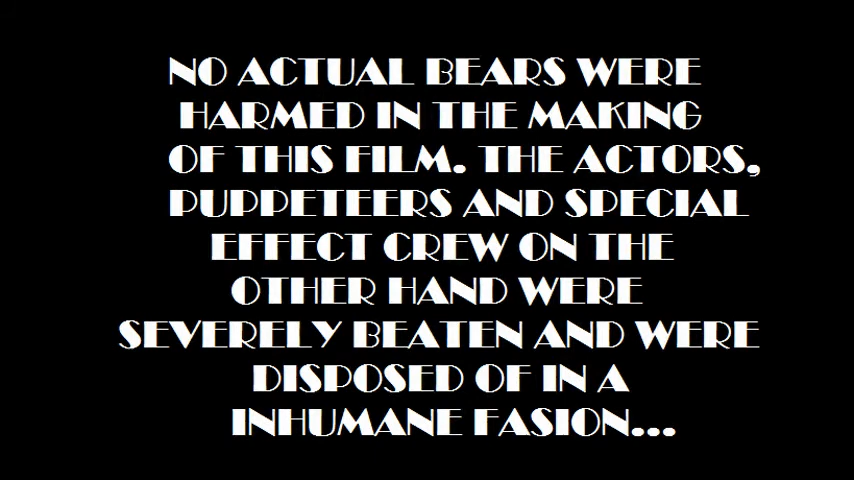 NO ACTUAL BEARS WERE
HARMED IN THE MAKING
OF THIS FILM. THE ACTORS,
PUPPETEERS AND SPECIAL
EFFECT CREW ON THE
OTHER HAND WERE
SEVERELY BEATEN AND WERE
DISPOSED OF IN A
INHUMANE FASION...